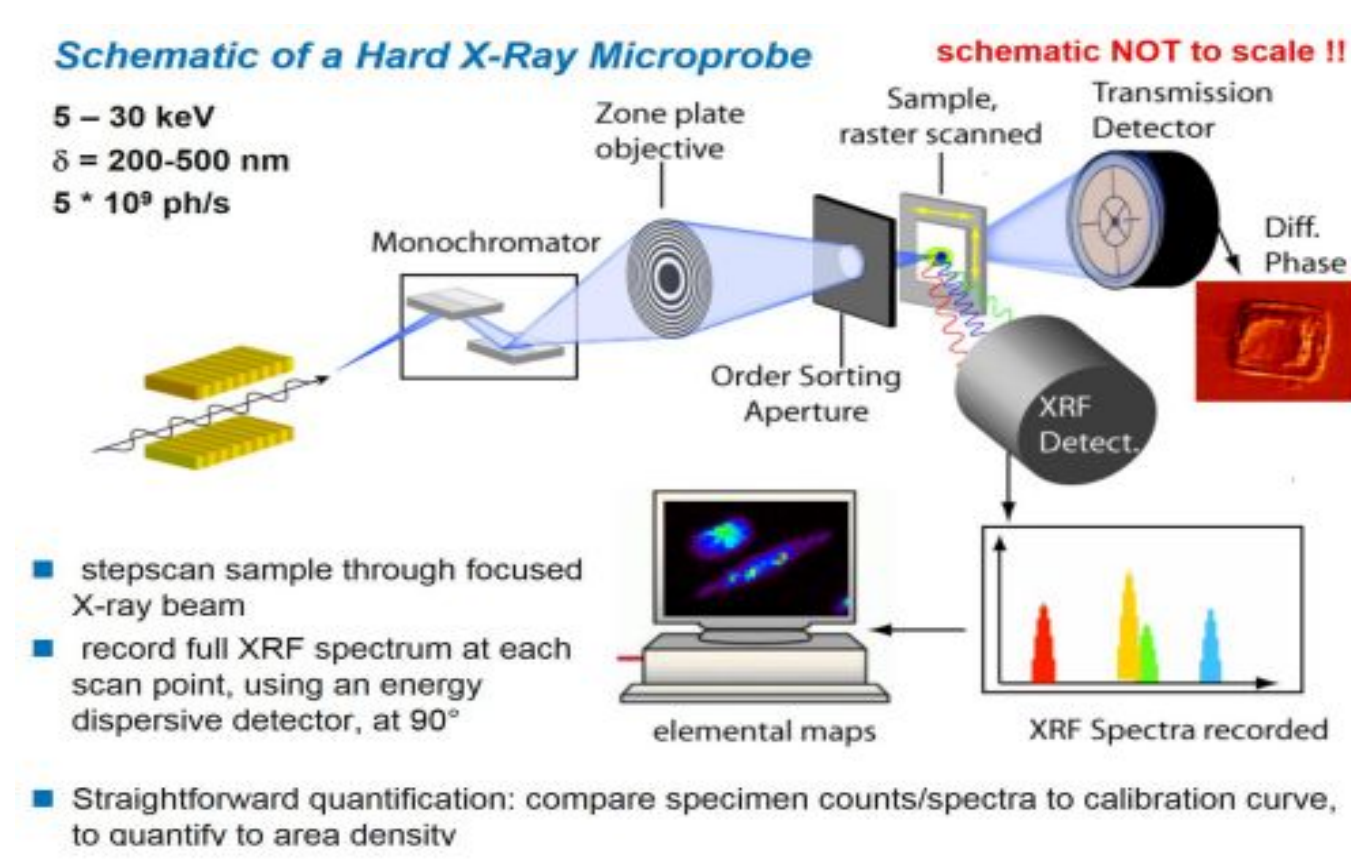 Schematic of a Hard X-Ray Microprobe
schematic NOT to scale !!
5 – 30 keV
δ = 200-500 nm
5 * 10⁹ ph/s
Zone plate
objective
Sample,
raster scanned
Transmission
Detector
Monochromator
Diff.
Phase
Order Sorting
Aperture
XRF
Detect.
stepscan sample through focused
X-ray beam
record full XRF spectrum at each
scan point, using an energy
dispersive detector, at 90°
elemental maps
XRF Spectra recorded
Straightforward quantification: compare specimen counts/spectra to calibration curve,
to quantify to area density